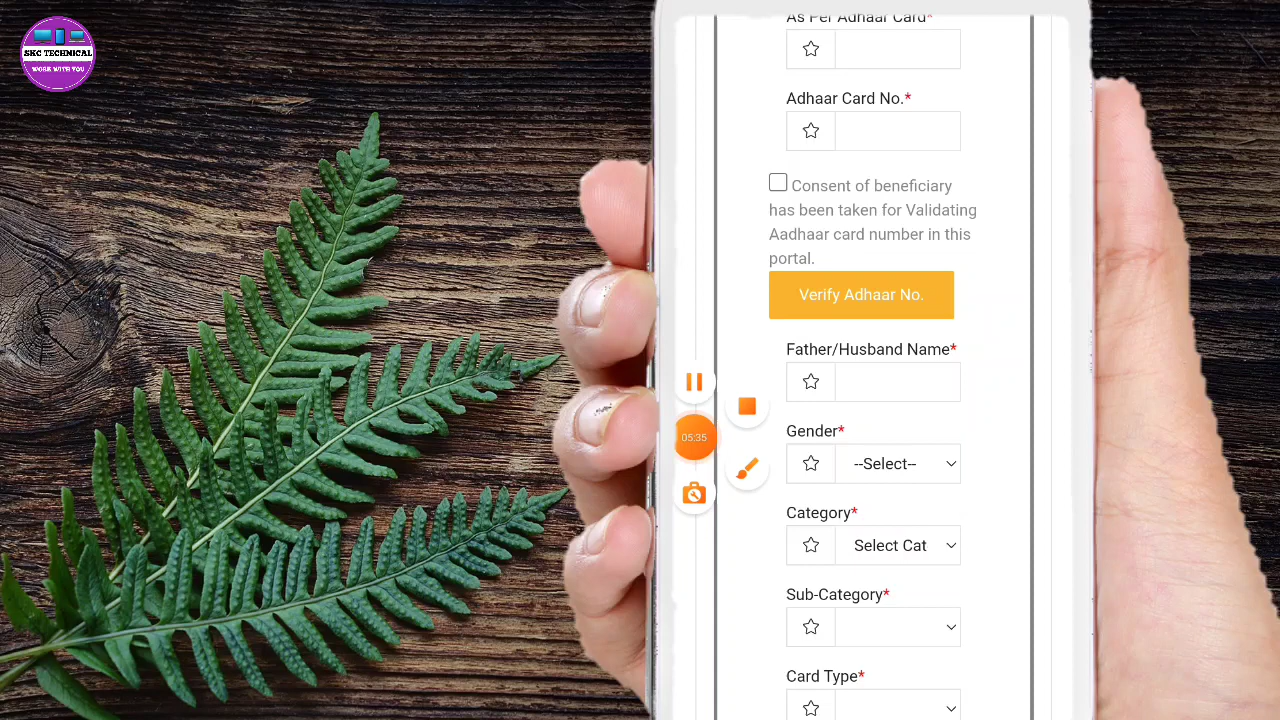 SKC TECHNICAL
WORK WITH YOU
As Per Adhaar Card*
Adhaar Card No.*
Consent of beneficiary
has been taken for Validating
Aadhaar card number in this
portal.
Verify Adhaar No.
Father/Husband Name*
05:35
Gender*
--Select--
Category*
Select Cat
Sub-Category*
Card Type*